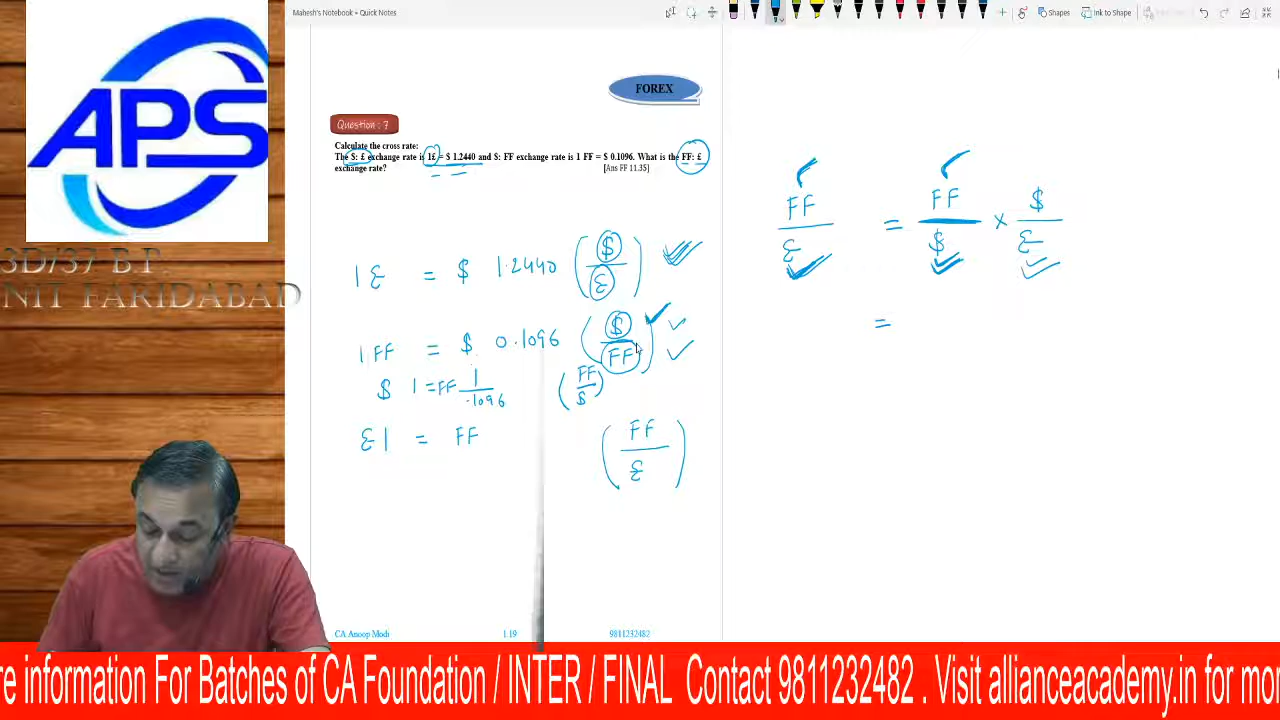 Mahesh's Notebook » Quick Notes
Shapes
Ink to Shape
APS
3D/37 B.P.
NIT FARIDABAD
FOREX
Question : 7
Calculate the cross rate:
The $: £ exchange rate is 1£ = $ 1.2440 and $: FF exchange rate is 1 FF = $ 0.1096. What is the FF: £
exchange rate? [Ans FF 11.35]
1 £ = $ 1.2440 ($/£)
1 FF = $ 0.1096 ($/FF)
$ 1 = FF 1/.1096 (FF/$)
£ 1 = FF (FF/£)
FF/£ = FF/$ × $/£
=
CA Anoop Modi 1.19 9811232482
re information For Batches of CA Foundation / INTER / FINAL Contact 9811232482 . Visit allianceacademy.in for mor